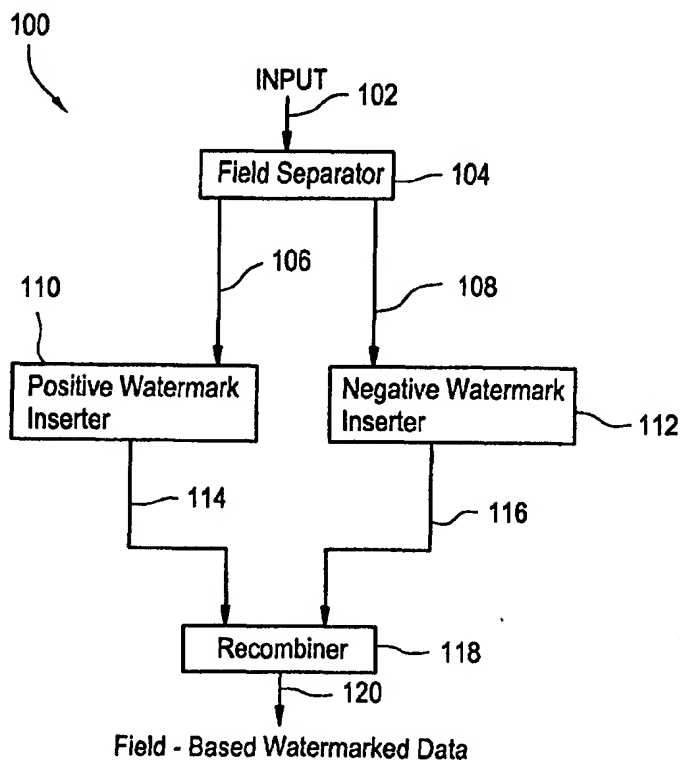 100
INPUT
102
Field Separator
104
106
108
110
Positive Watermark
Inserter
Negative Watermark
Inserter
112
114
116
Recombiner
118
120
Field - Based Watermarked Data